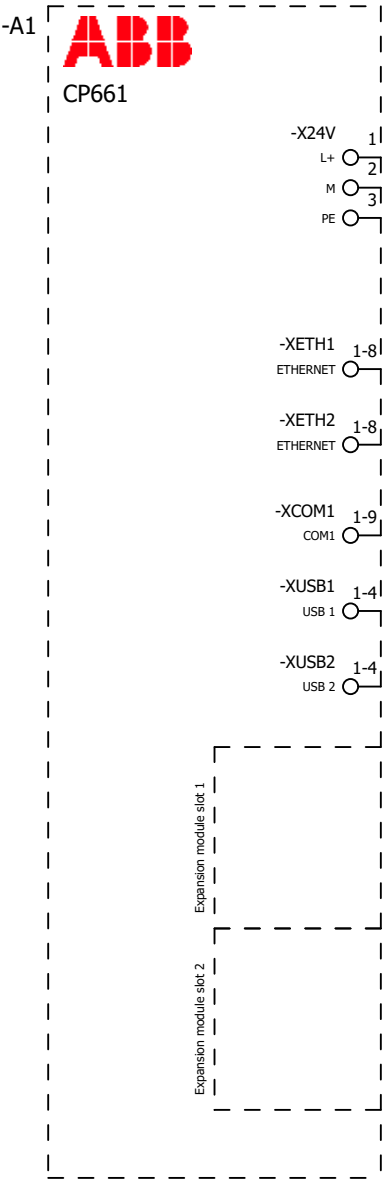 -A1
ABB
CP661
-X24V 1
L+ 2
M 3
PE
-XETH1 1-8
ETHERNET
-XETH2 1-8
ETHERNET
-XCOM1 1-9
COM1
-XUSB1 1-4
USB 1
-XUSB2 1-4
USB 2
Expansion module slot 1
Expansion module slot 2